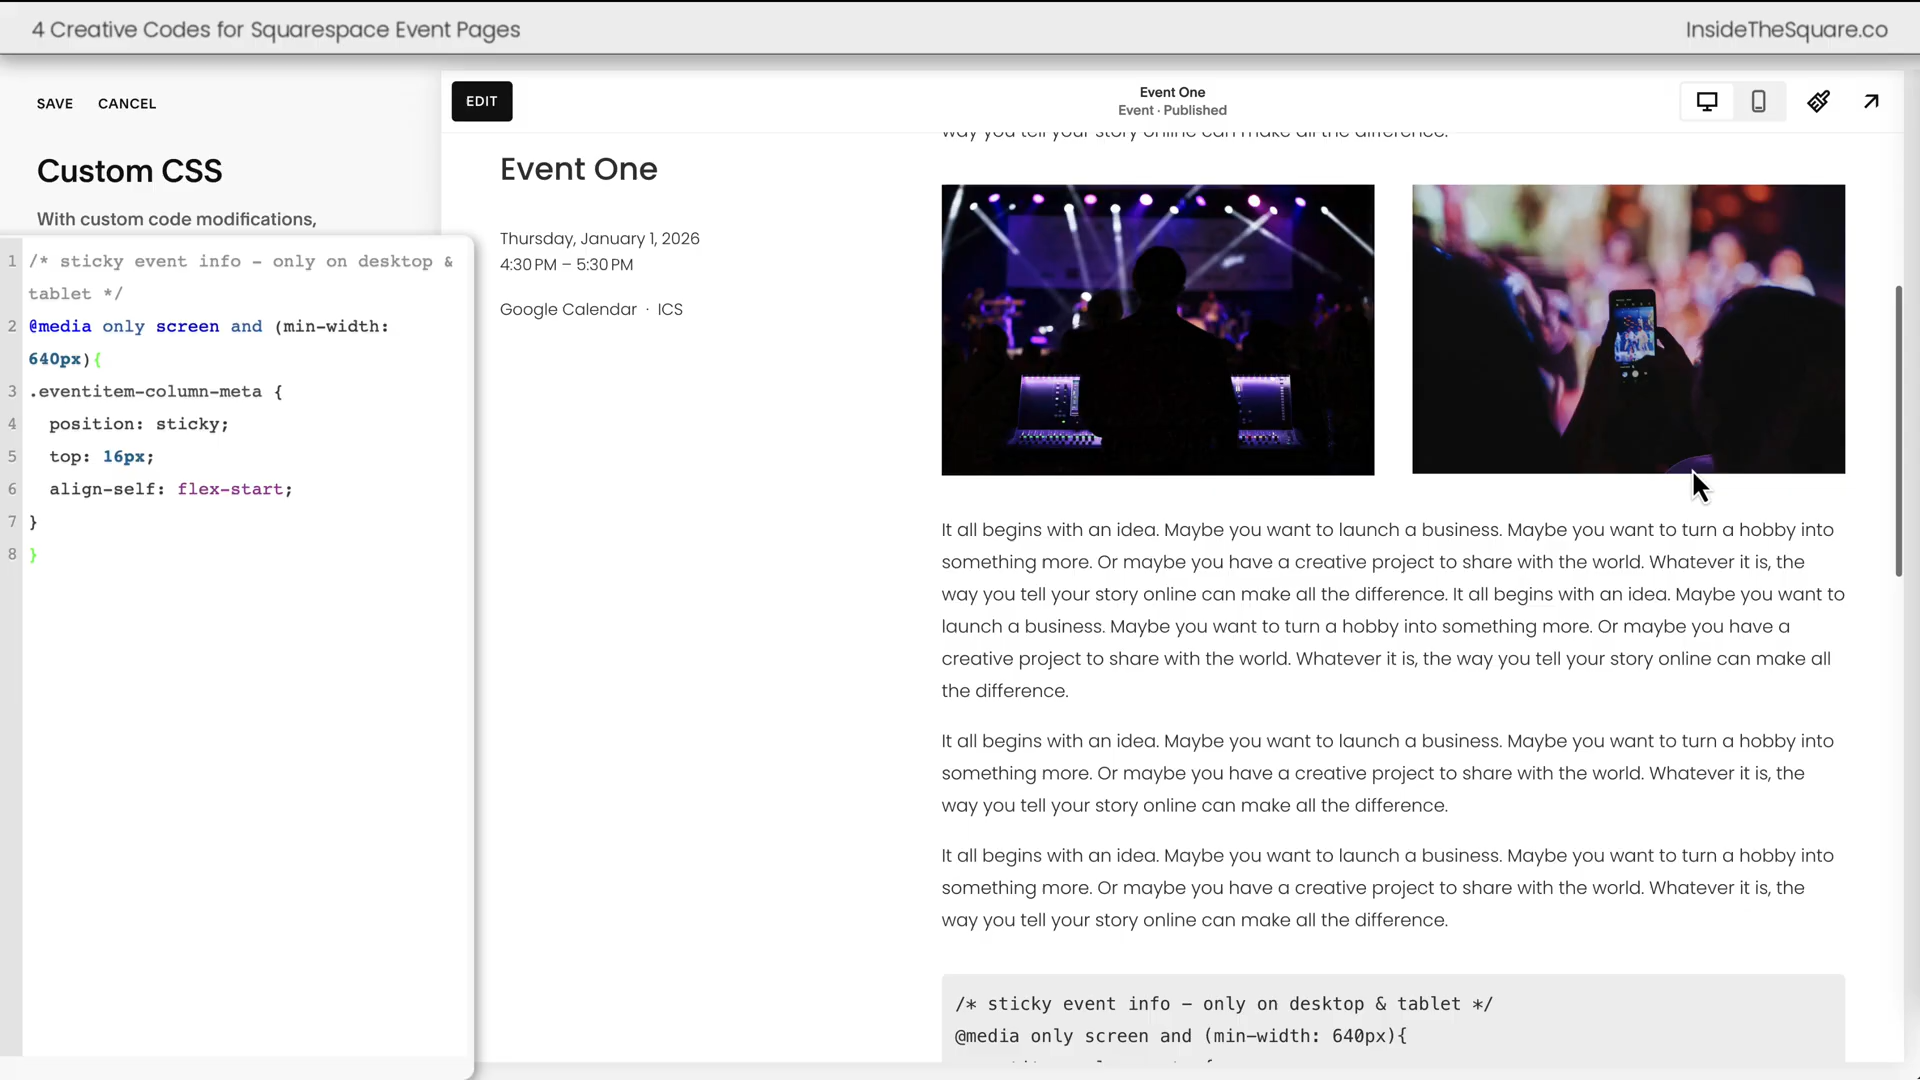 4 Creative Codes for Squarespace Event Pages
InsideTheSquare.co
SAVE CANCEL
Custom CSS
With custom code modifications,
1 /* sticky event info - only on desktop &
tablet */
2 @media only screen and (min-width:
640px){
3 .eventitem-column-meta {
4 position: sticky;
5 top: 16px;
6 align-self: flex-start;
7 }
8 }
EDIT
Event One
Event · Published
Event One
Thursday, January 1, 2026
4:30 PM – 5:30 PM
Google Calendar · ICS
way you tell your story online can make all the difference.
It all begins with an idea. Maybe you want to launch a business. Maybe you want to turn a hobby into
something more. Or maybe you have a creative project to share with the world. Whatever it is, the
way you tell your story online can make all the difference. It all begins with an idea. Maybe you want to
launch a business. Maybe you want to turn a hobby into something more. Or maybe you have a
creative project to share with the world. Whatever it is, the way you tell your story online can make all
the difference.
It all begins with an idea. Maybe you want to launch a business. Maybe you want to turn a hobby into
something more. Or maybe you have a creative project to share with the world. Whatever it is, the
way you tell your story online can make all the difference.
It all begins with an idea. Maybe you want to launch a business. Maybe you want to turn a hobby into
something more. Or maybe you have a creative project to share with the world. Whatever it is, the
way you tell your story online can make all the difference.
/* sticky event info - only on desktop & tablet */
@media only screen and (min-width: 640px){